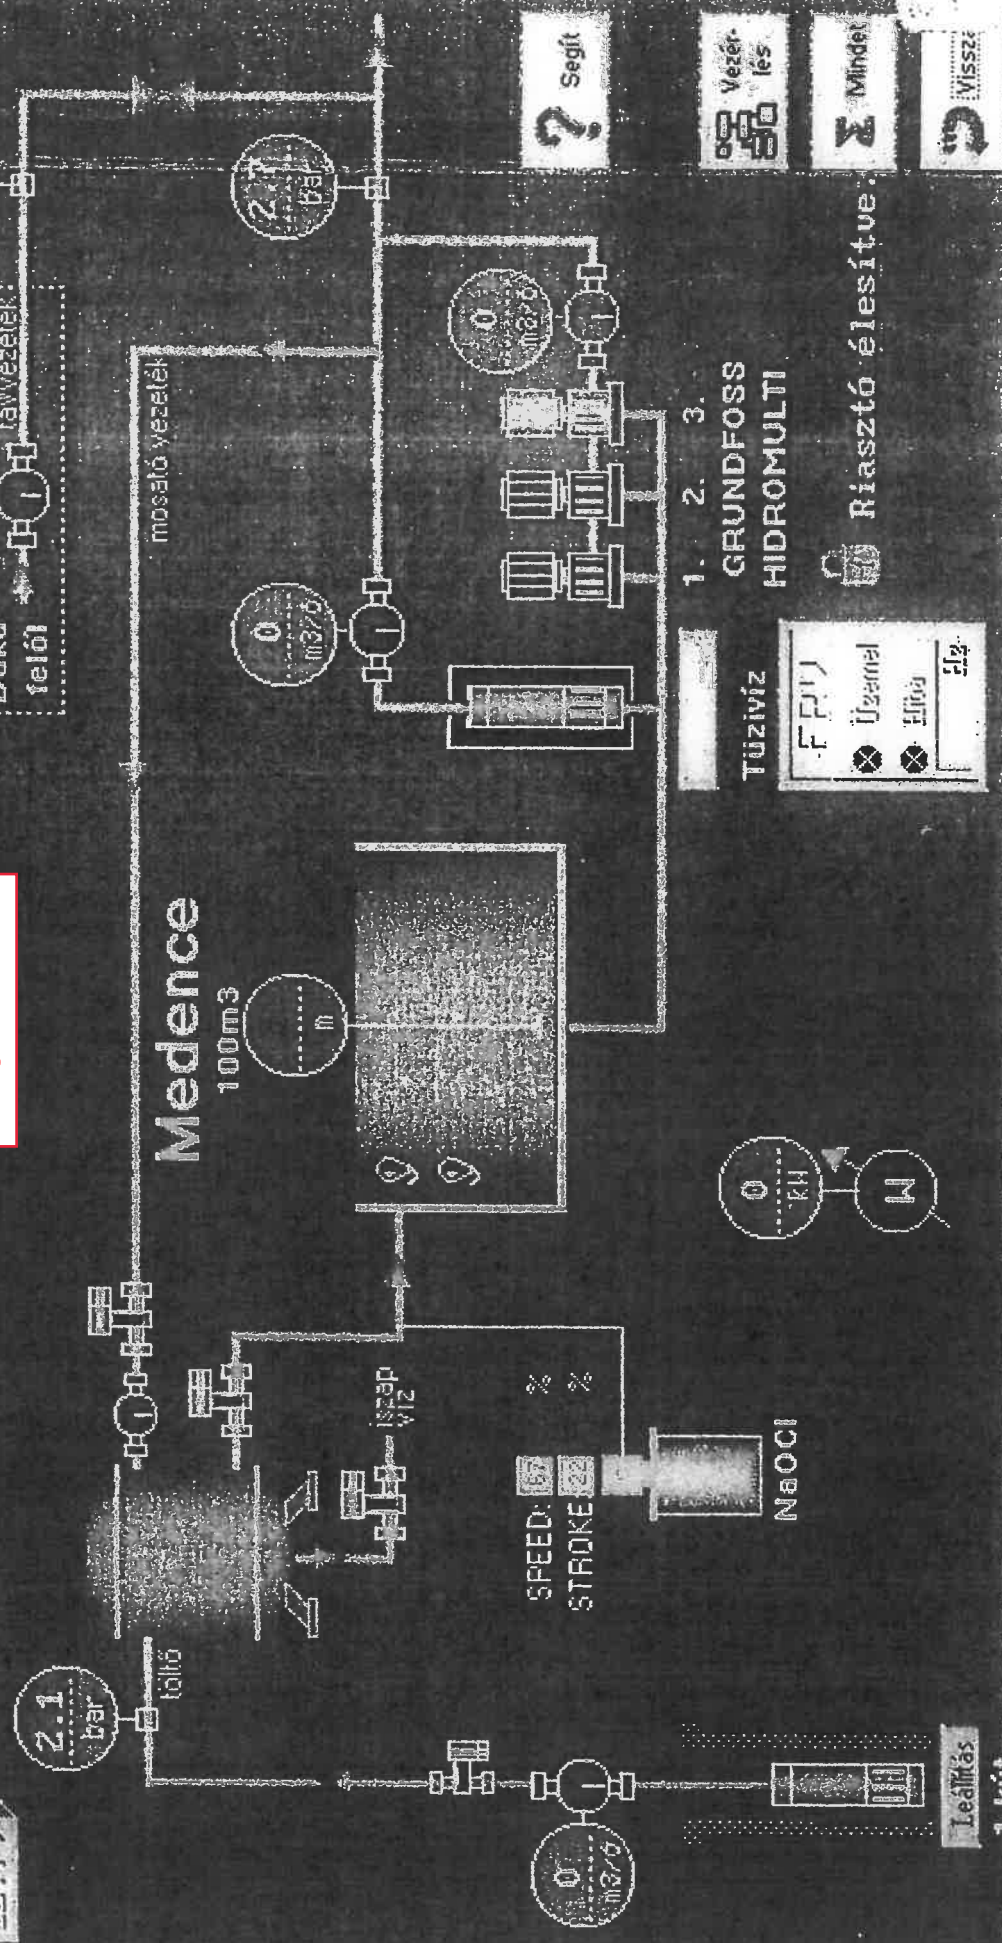 távvezeték
felől
mosató vezeték
2.7
bar
0
m3/ó
0
m3/ó
2.1
bar
töltő
Medence
100m3
m
iszap
víz
SPEED: %
STROKE %
NaOCl
0
kW
W
0
m3/ó
Leállítás
1. 2. 3.
GRUNDFOSS
HIDROMULTI
Tüzivíz
Üzemel
Hiba
Riasztó élesítve.
? Segít
Vezér-
lés
Σ Mindet
Vissza